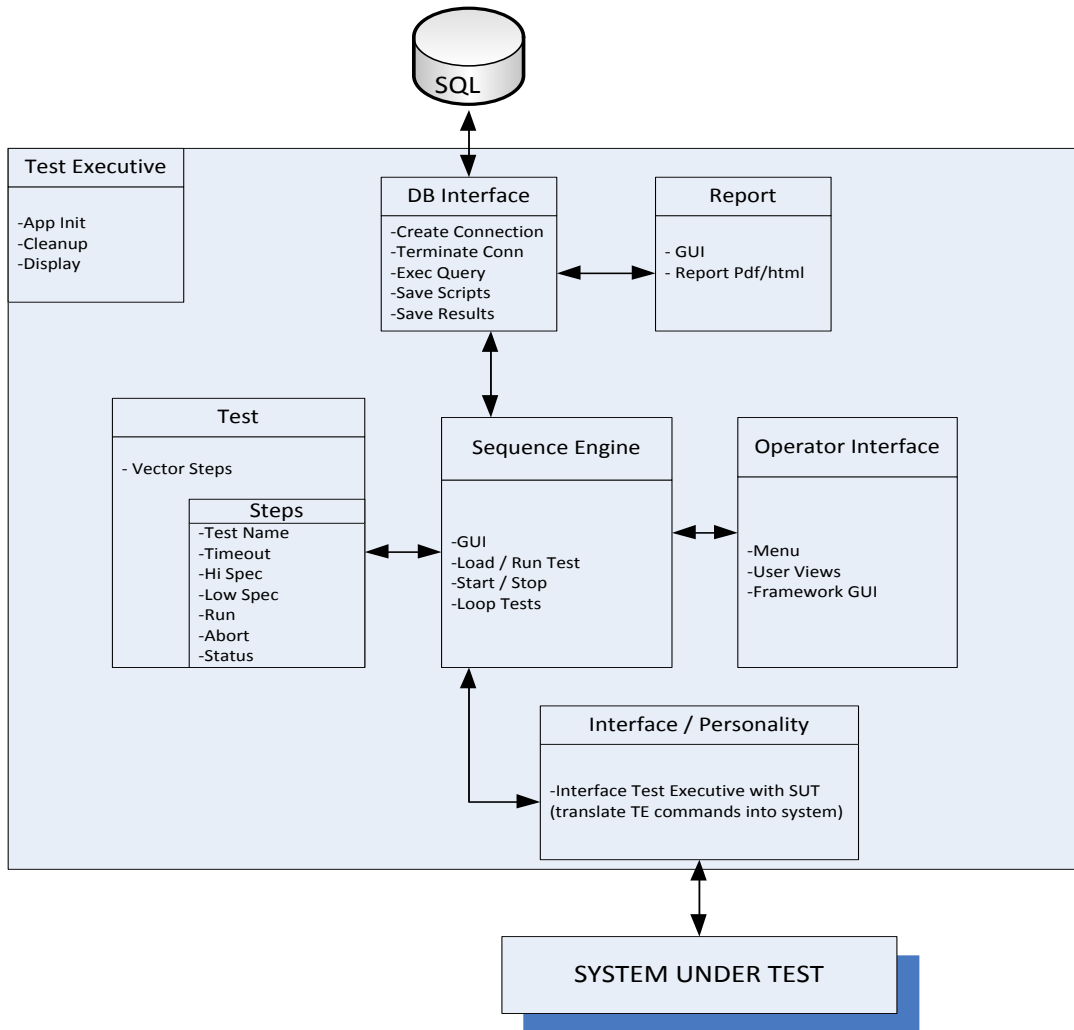 SQL
Test Executive
-App Init
-Cleanup
-Display
DB Interface
-Create Connection
-Terminate Conn
-Exec Query
-Save Scripts
-Save Results
Report
- GUI
- Report Pdf/html
Test
- Vector Steps
Steps
-Test Name
-Timeout
-Hi Spec
-Low Spec
-Run
-Abort
-Status
Sequence Engine
-GUI
-Load / Run Test
-Start / Stop
-Loop Tests
Operator Interface
-Menu
-User Views
-Framework GUI
Interface / Personality
-Interface Test Executive with SUT
(translate TE commands into system)
SYSTEM UNDER TEST